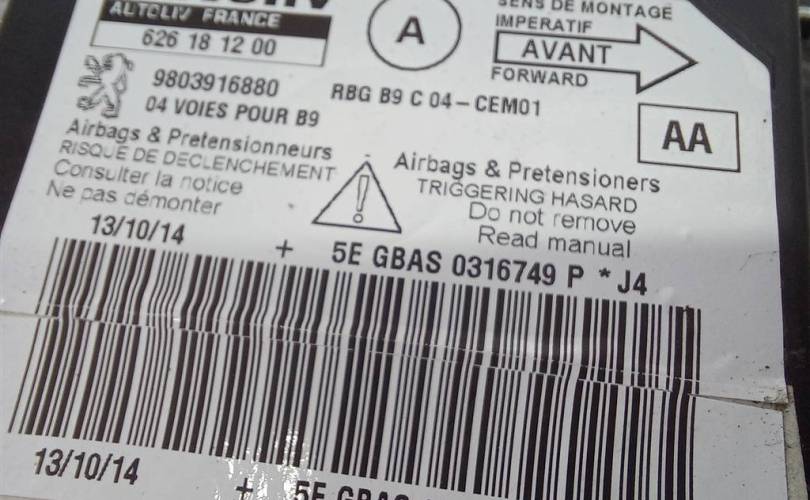 AUTOLIV FRANCE
626 18 12 00
A
SENS DE MONTAGE
IMPERATIF
AVANT
FORWARD
9803916880
04 VOIES POUR B9
RBG B9 C 04-CEM01
AA
Airbags & Pretensionneurs
RISQUE DE DECLENCHEMENT
Consulter la notice
Ne pas démonter
!
Airbags & Pretensioners
TRIGGERING HASARD
Do not remove
Read manual
13/10/14
+ 5E GBAS 0316749 P * J4
13/10/14
+ 5E GBAS